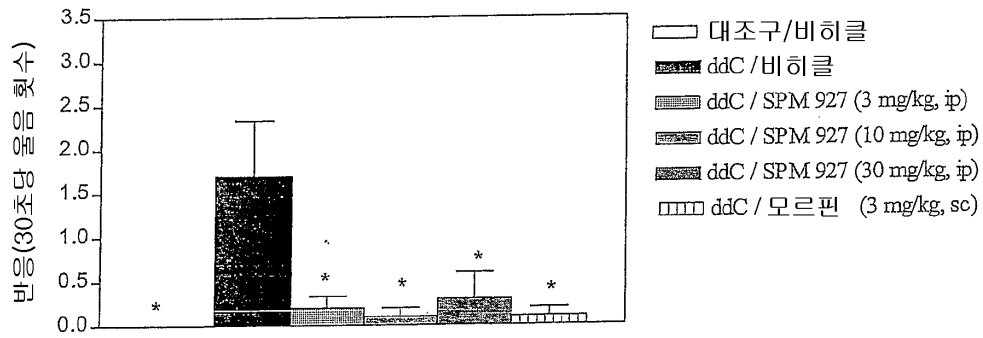 반응(30초당 울음 횟수)
3.5
3.0
2.5
2.0
1.5
1.0
0.5
0.0
*
*
*
*
*
대조구/비히클
ddC /비히클
ddC / SPM 927 (3 mg/kg, ip)
ddC / SPM 927 (10 mg/kg, ip)
ddC / SPM 927 (30 mg/kg, ip)
ddC / 모르핀 (3 mg/kg, sc)